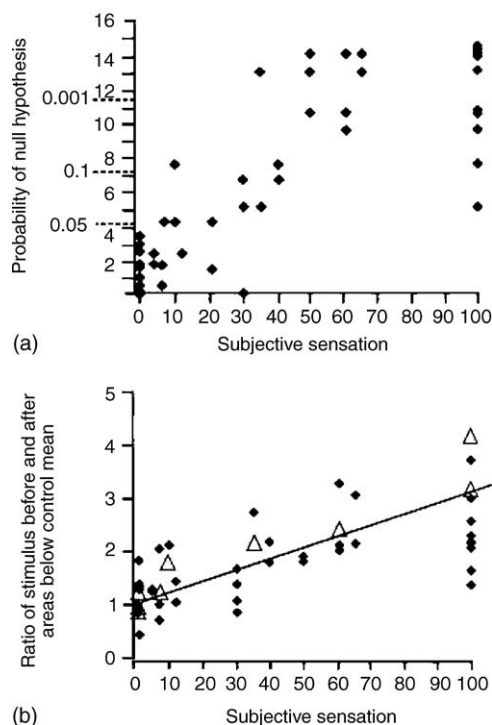 Probability of null hypothesis
16
14
12
10
8
6
4
2
0.001
0.1
0.05
0 10 20 30 40 50 60 70 80 90 100
Subjective sensation
(a)
Ratio of stimulus before and after
areas below control mean
5
4
3
2
1
0
0 10 20 30 40 50 60 70 80 90 100
Subjective sensation
(b)